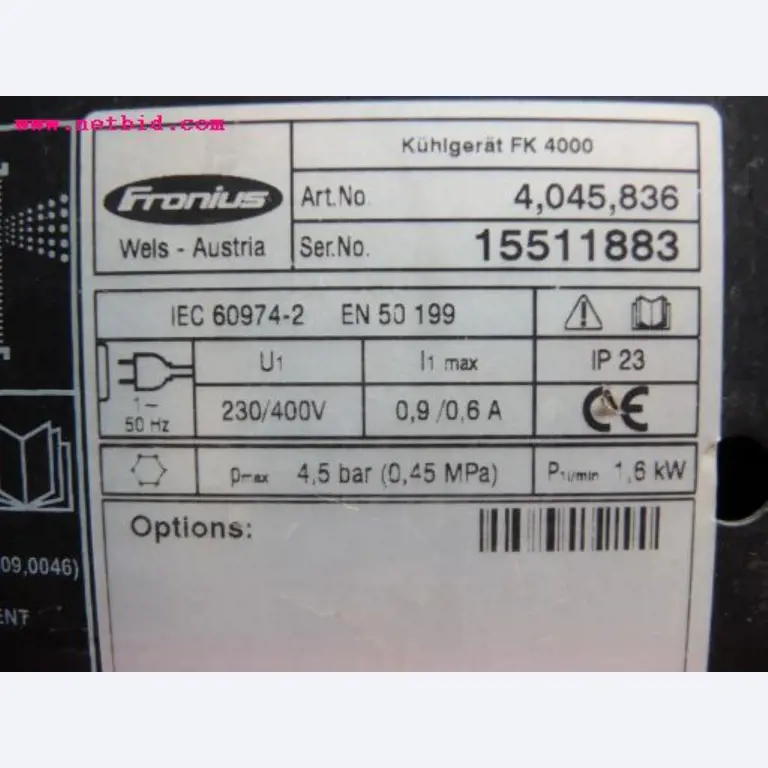 www.netbid.com
Kühlgerät FK 4000
Fronius
Art.No. 4,045,836
Wels - Austria
Ser.No. 15511883
IEC 60974-2 EN 50 199
U1 I1 max IP 23
1~
50 Hz
230/400V 0,9/0,6 A CE
pmax 4,5 bar (0,45 MPa) P1l/min 1,6 kW
Options:
09,0046)
ENT